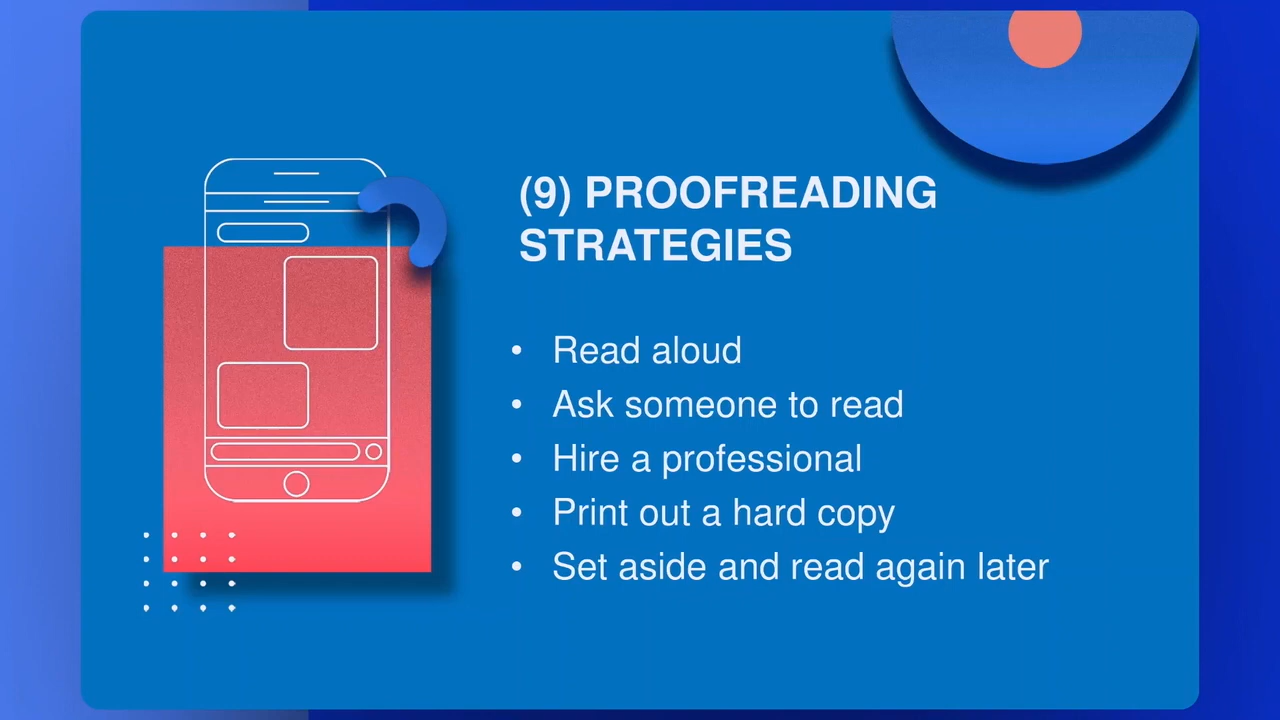 (9) PROOFREADING
STRATEGIES
• Read aloud
• Ask someone to read
• Hire a professional
• Print out a hard copy
• Set aside and read again later